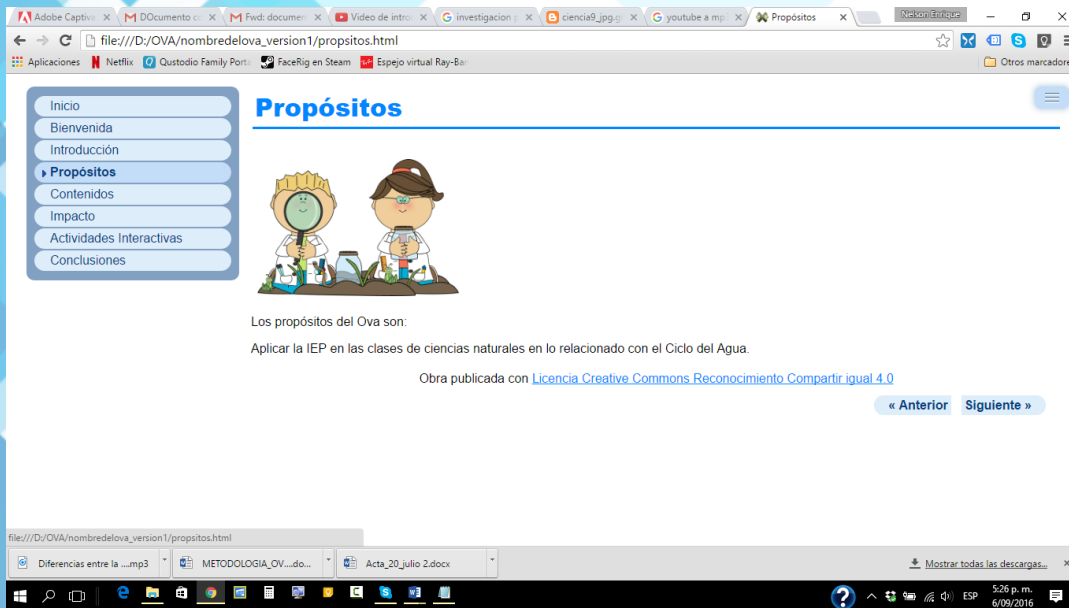 Adobe Captiva
DOcumento co
Fwd: documen
Video de intro
investigacion p
ciencia9_jpg.g
youtube a mp
Propósitos
Nelson Enrique
file:///D:/OVA/nombredelova_version1/propsitos.html
Aplicaciones
Netflix
Qustodio Family Porta
FaceRig en Steam
Espejo virtual Ray-Ban
Otros marcadore
Inicio
Bienvenida
Introducción
Propósitos
Contenidos
Impacto
Actividades Interactivas
Conclusiones
Propósitos
Los propósitos del Ova son:
Aplicar la IEP en las clases de ciencias naturales en lo relacionado con el Ciclo del Agua.
Obra publicada con Licencia Creative Commons Reconocimiento Compartir igual 4.0
« Anterior Siguiente »
file:///D:/OVA/nombredelova_version1/propsitos.html
Diferencias entre la ....mp3
METODOLOGIA_OV....do...
Acta_20_julio 2.docx
Mostrar todas las descargas...
ESP
5:26 p. m.
6/09/2016